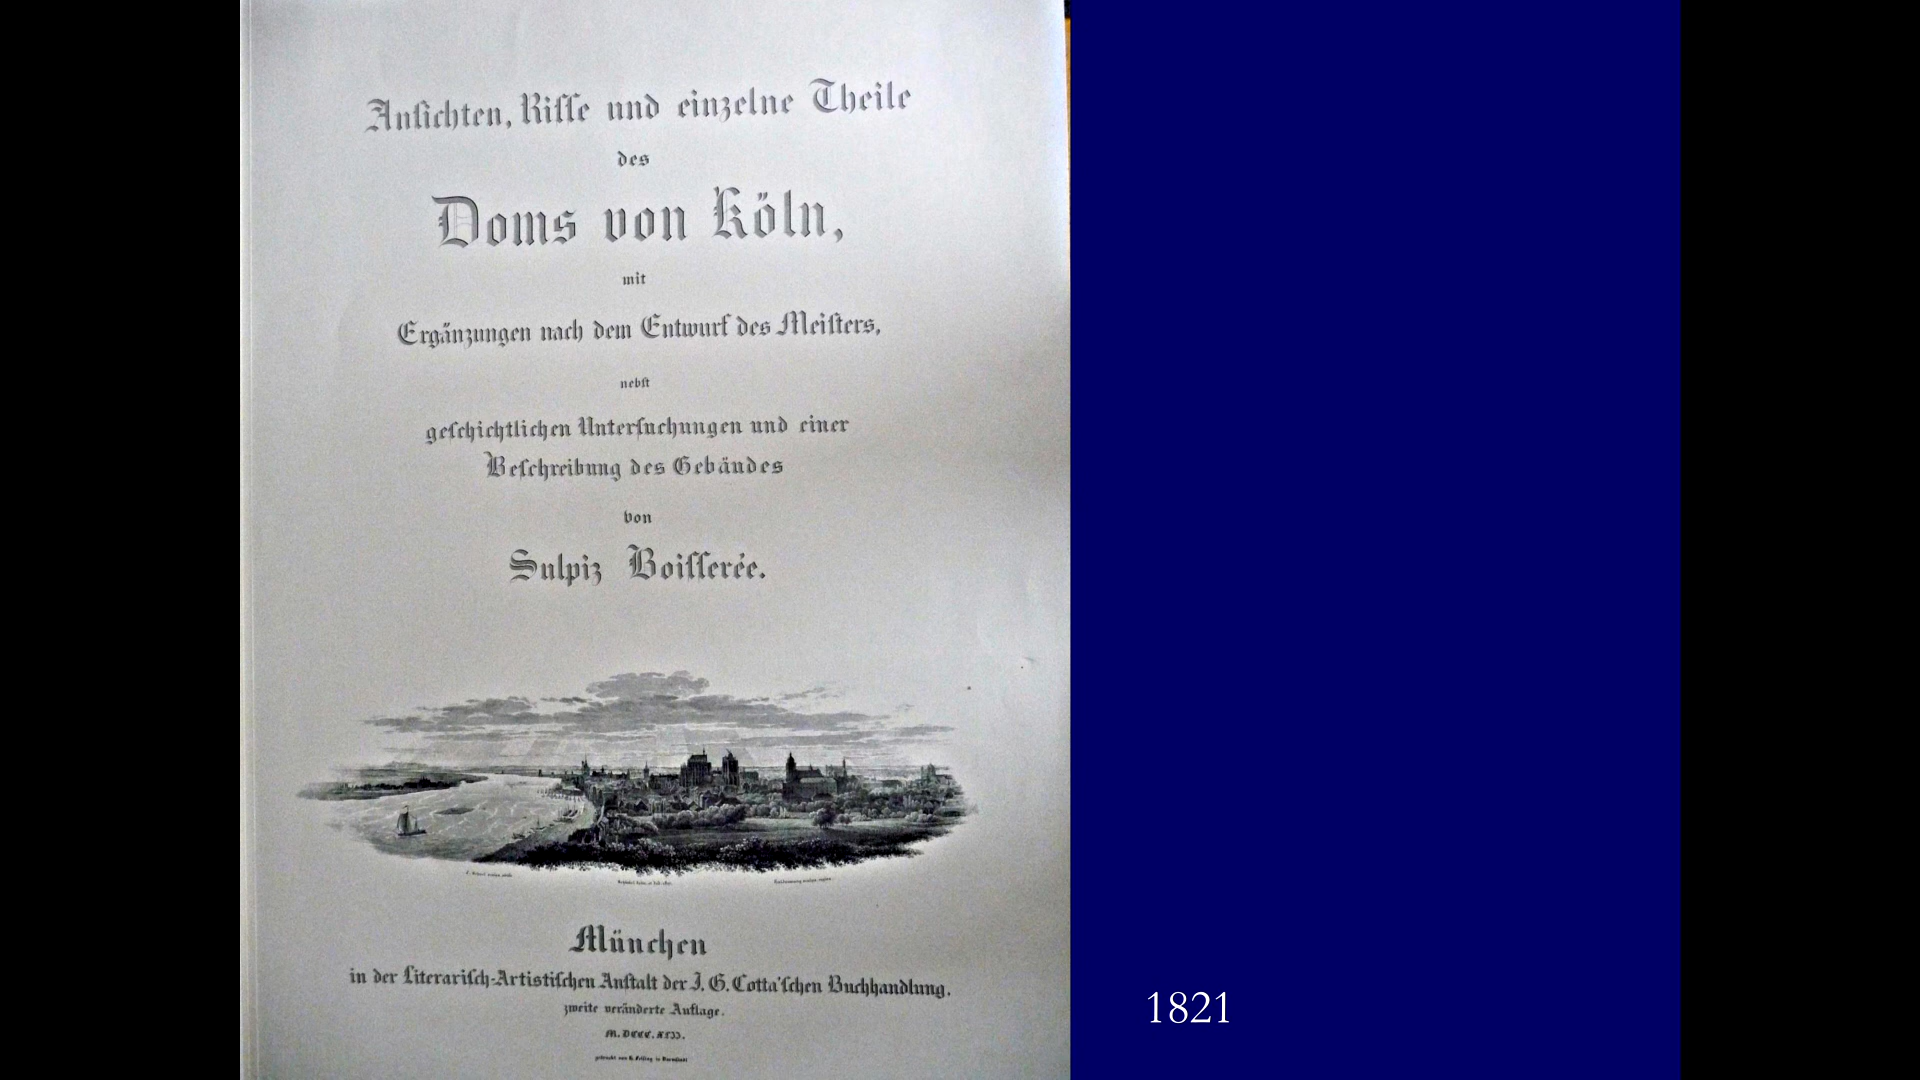 Anſichten, Riſſe und einzelne Theile
des
Doms von Köln,
mit
Ergänzungen nach dem Entwurf des Meiſters,
nebſt
geſchichtlichen Unterſuchungen und einer
Beſchreibung des Gebäudes
von
Sulpiz Boiſſerée.
München
in der Literariſch-Artistiſchen Anſtalt der J. G. Cotta'ſchen Buchhandlung.
zweite veränderte Auflage.
1821